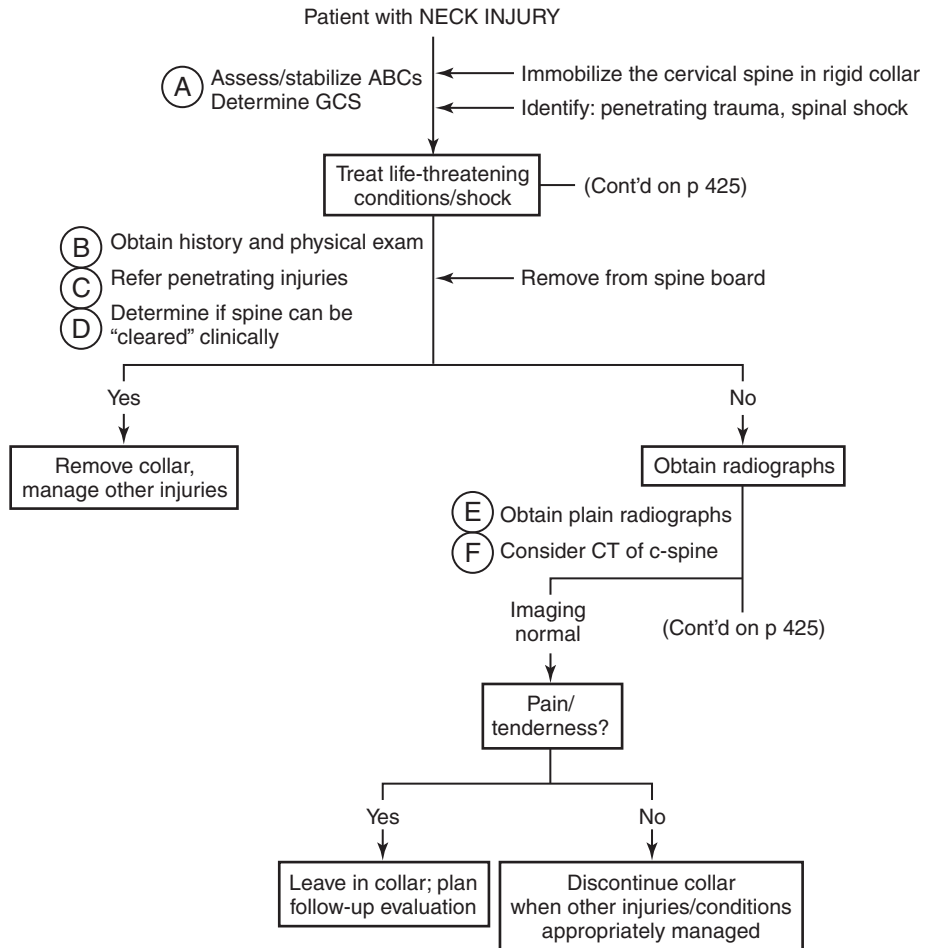 Patient with NECK INJURY
A
Assess/stabilize ABCs
Determine GCS
Immobilize the cervical spine in rigid collar
Identify: penetrating trauma, spinal shock
Treat life-threatening
conditions/shock
(Cont'd on p 425)
B
Obtain history and physical exam
C
Refer penetrating injuries
D
Determine if spine can be
“cleared” clinically
Remove from spine board
Yes
No
Remove collar,
manage other injuries
Obtain radiographs
E
Obtain plain radiographs
F
Consider CT of c-spine
Imaging
normal
(Cont'd on p 425)
Pain/
tenderness?
Yes
No
Leave in collar; plan
follow-up evaluation
Discontinue collar
when other injuries/conditions
appropriately managed